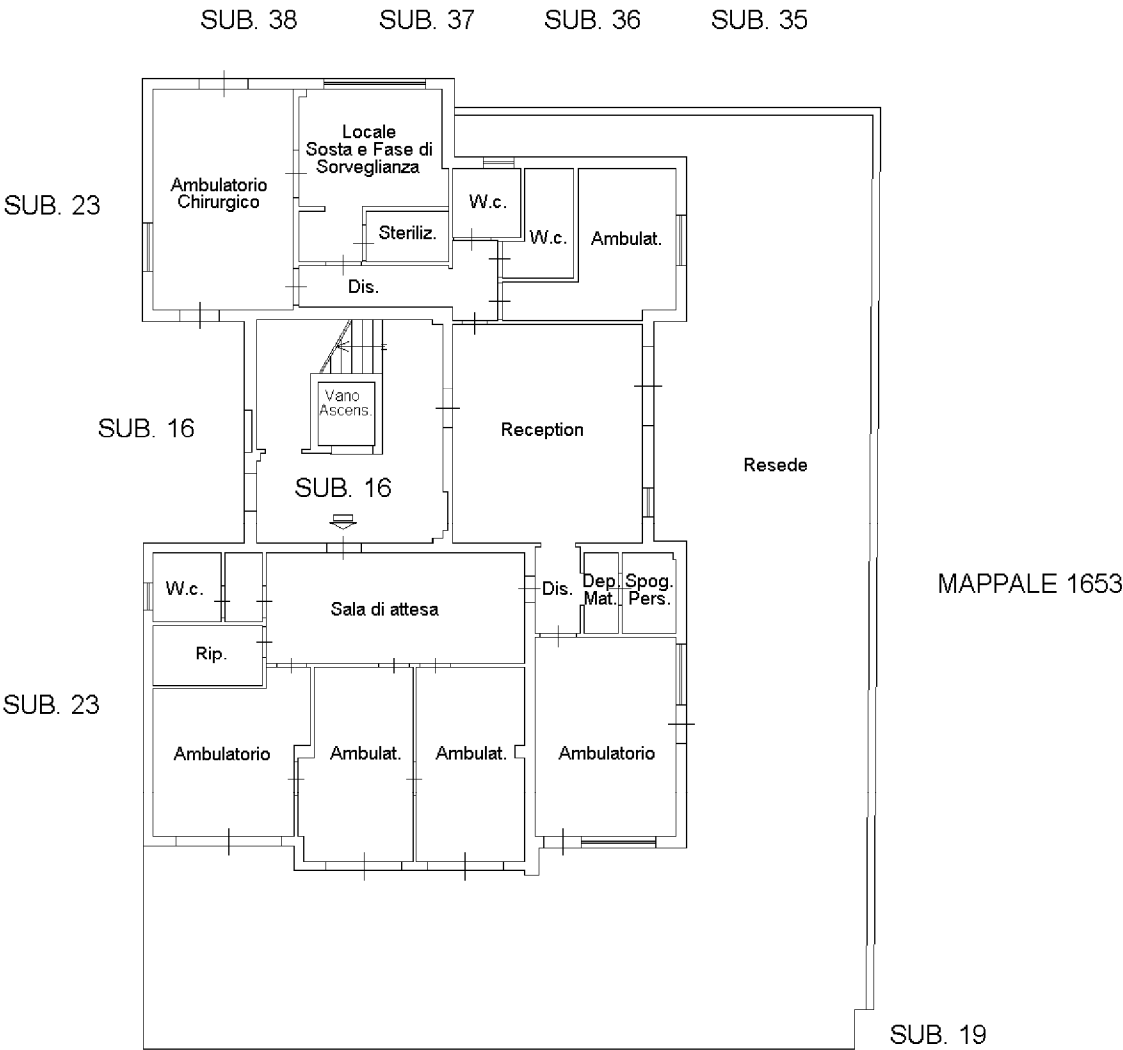 SUB. 38 SUB. 37 SUB. 36 SUB. 35
Locale
Sosta e Fase di
Sorveglianza
Ambulatorio
Chirurgico
SUB. 23
W.c.
Steriliz.
W.c.
Ambulat.
Dis.
Vano
Ascens.
SUB. 16
Reception
Resede
SUB. 16
W.c.
Sala di attesa
Dis.
Dep.
Mat.
Spog.
Pers.
MAPPALE 1653
Rip.
SUB. 23
Ambulatorio
Ambulat.
Ambulat.
Ambulatorio
SUB. 19